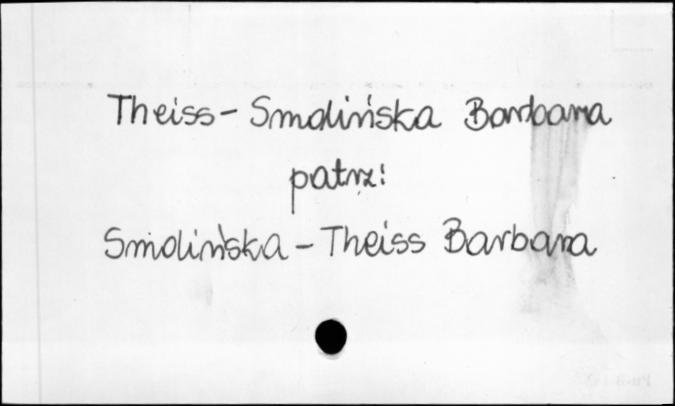 Theiss-Smolińska Barbara
patrz:
Smolińska-Theiss Barbara